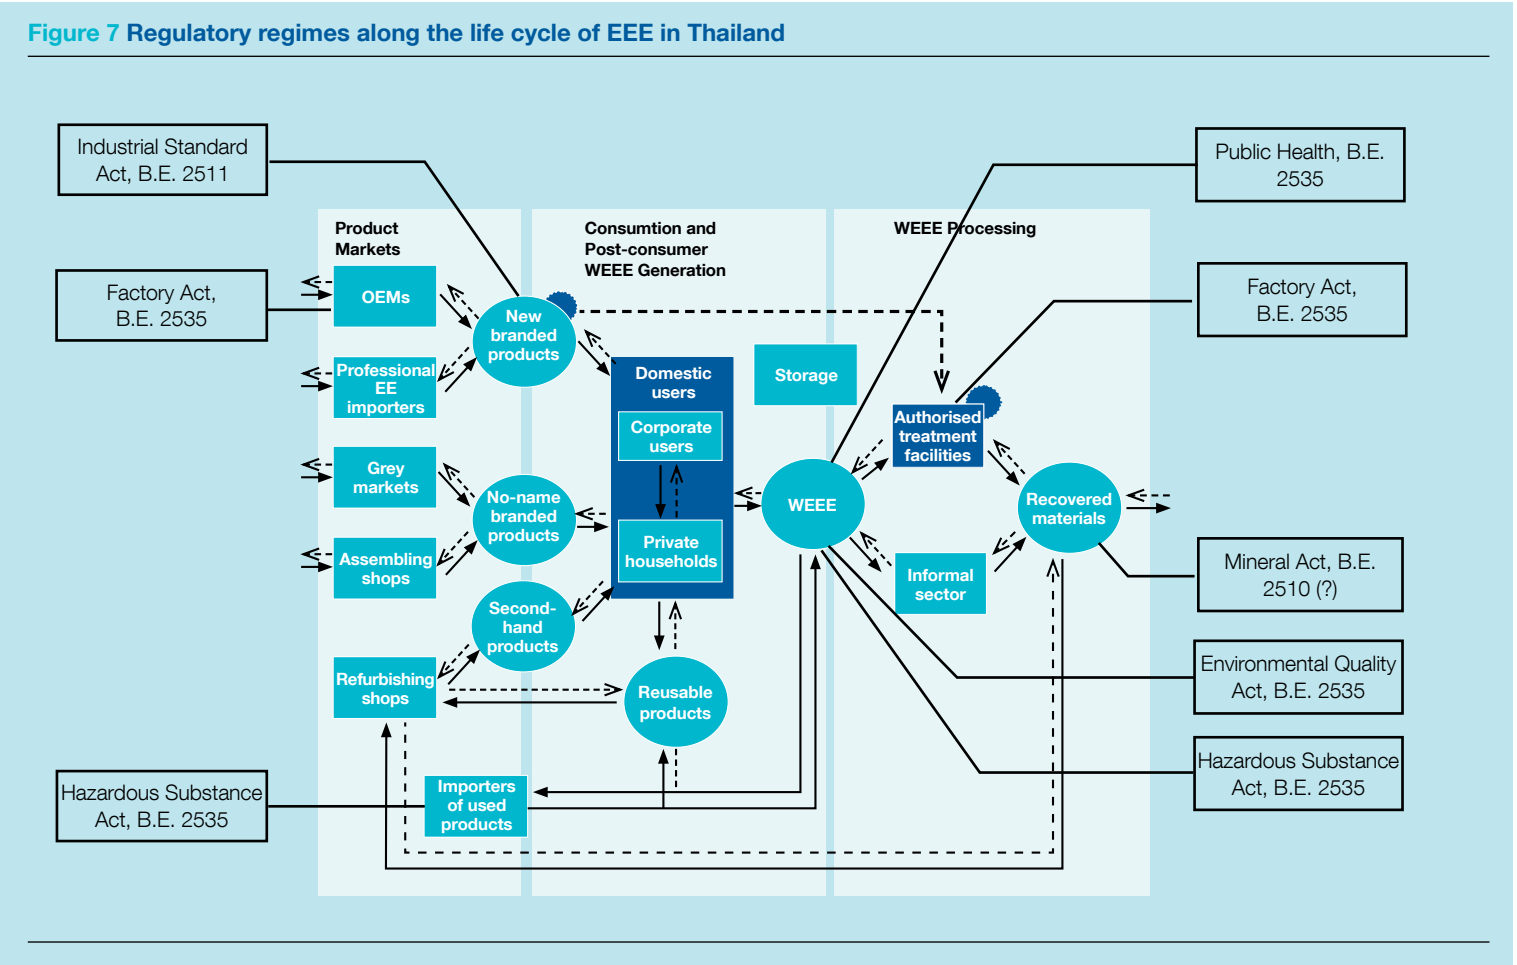 Figure 7 Regulatory regimes along the life cycle of EEE in Thailand
Industrial Standard
Act, B.E. 2511
Public Health, B.E.
2535
Factory Act,
B.E. 2535
Factory Act,
B.E. 2535
Product
Markets
Consumtion and
Post-consumer
WEEE Generation
WEEE Processing
OEMs
New
branded
products
Professional
EE
importers
Domestic
users
Storage
Corporate
users
Authorised
treatment
facilities
Grey
markets
No-name
branded
products
WEEE
Recovered
materials
Assembling
shops
Private
households
Informal
sector
Mineral Act, B.E.
2510 (?)
Second-
hand
products
Refurbishing
shops
Reusable
products
Environmental Quality
Act, B.E. 2535
Hazardous Substance
Act, B.E. 2535
Hazardous Substance
Act, B.E. 2535
Importers
of used
products